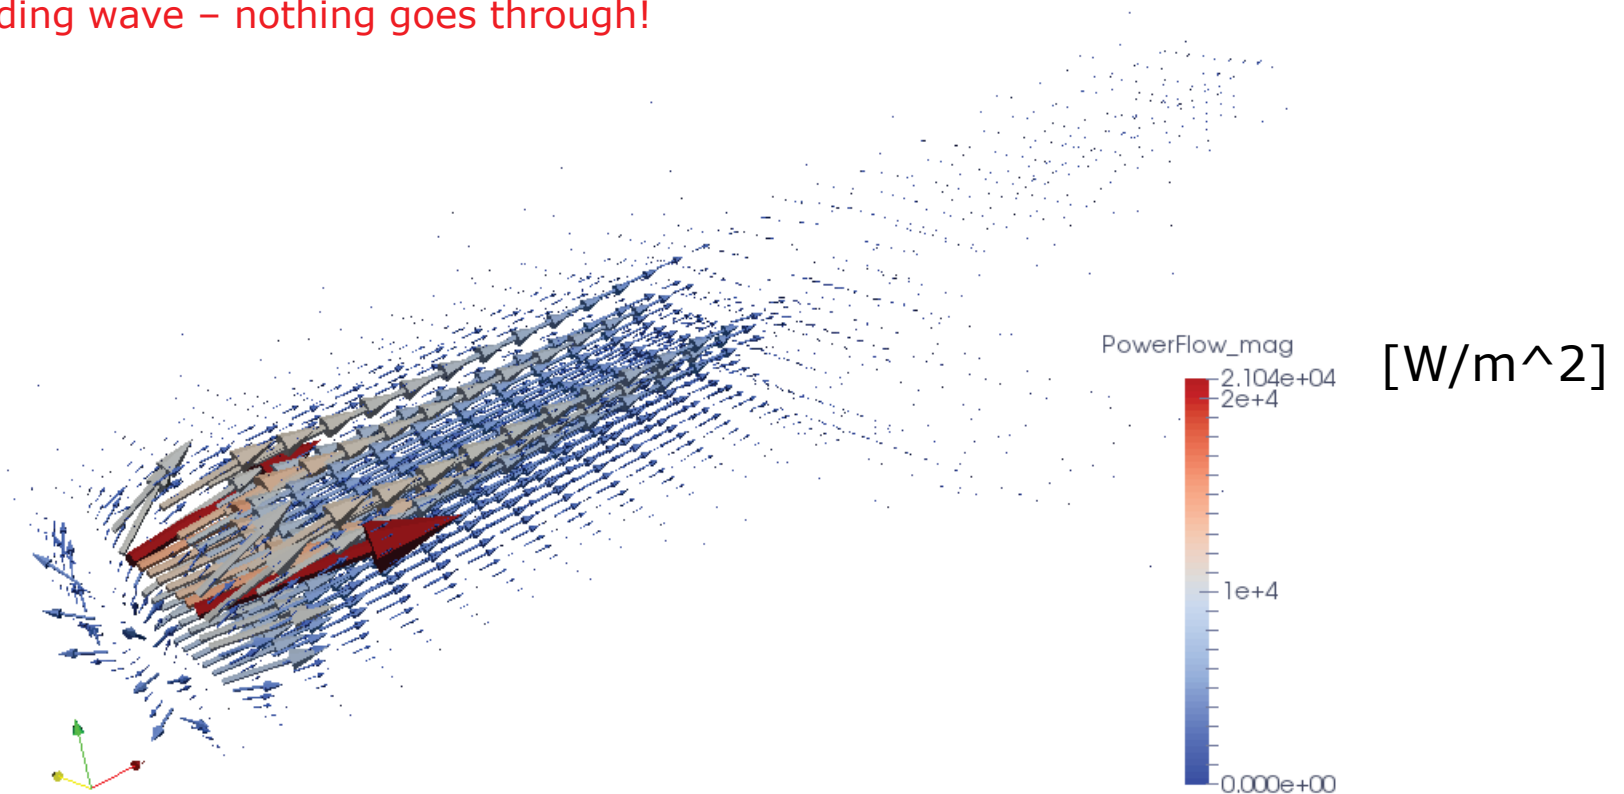 ding wave – nothing goes through!
PowerFlow_mag
[W/m^2]
2.104e+04
2e+4
1e+4
0.000e+00